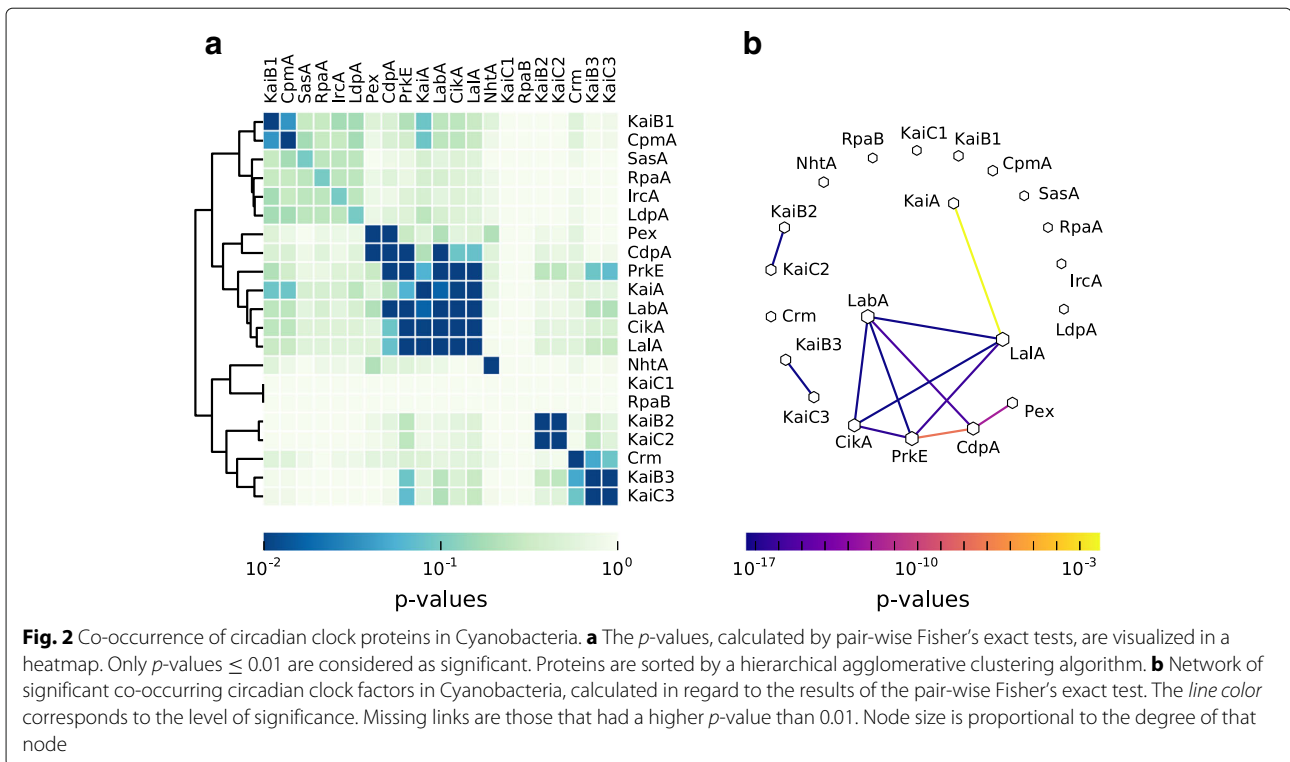 a
b
KaiB1 CpmA SasA RpaA IrcA LdpA Pex CdpA PrkE KaiA LabA CikA LalA NhtA KaiC1 RpaB KaiB2 KaiC2 Crm KaiB3 KaiC3
KaiB1
CpmA
SasA
RpaA
IrcA
LdpA
Pex
CdpA
PrkE
KaiA
LabA
CikA
LalA
NhtA
KaiC1
RpaB
KaiB2
KaiC2
Crm
KaiB3
KaiC3
10⁻² 10⁻¹ 10⁰
p-values
RpaB
KaiC1
KaiB1
NhtA
CpmA
KaiA
SasA
KaiB2
RpaA
KaiC2
IrcA
LabA
Crm
LdpA
KaiB3
LalA
KaiC3
Pex
CikA
PrkE
CdpA
10⁻¹⁷ 10⁻¹⁰ 10⁻³
p-values
Fig. 2 Co-occurrence of circadian clock proteins in Cyanobacteria. a The p-values, calculated by pair-wise Fisher's exact tests, are visualized in a
heatmap. Only p-values ≤ 0.01 are considered as significant. Proteins are sorted by a hierarchical agglomerative clustering algorithm. b Network of
significant co-occurring circadian clock factors in Cyanobacteria, calculated in regard to the results of the pair-wise Fisher's exact test. The line color
corresponds to the level of significance. Missing links are those that had a higher p-value than 0.01. Node size is proportional to the degree of that
node